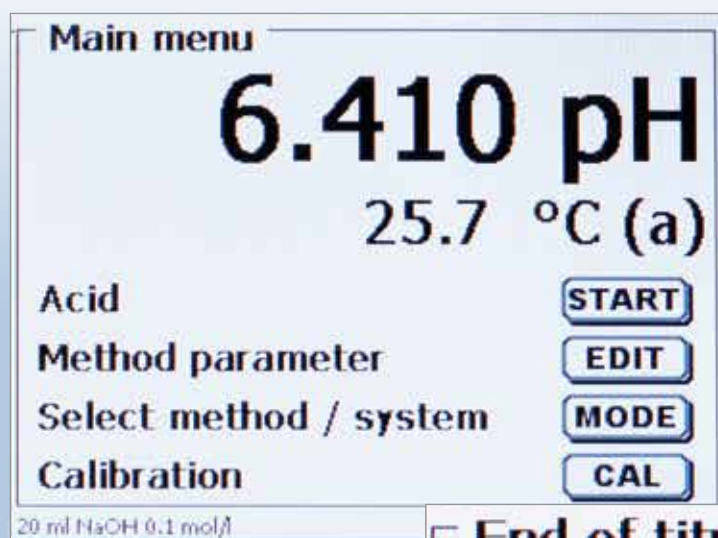 Main menu
6.410 pH
25.7 °C (a)
Acid START
Method parameter EDIT
Select method / system MODE
Calibration CAL
20 ml NaOH 0.1 mol/l
End of tit